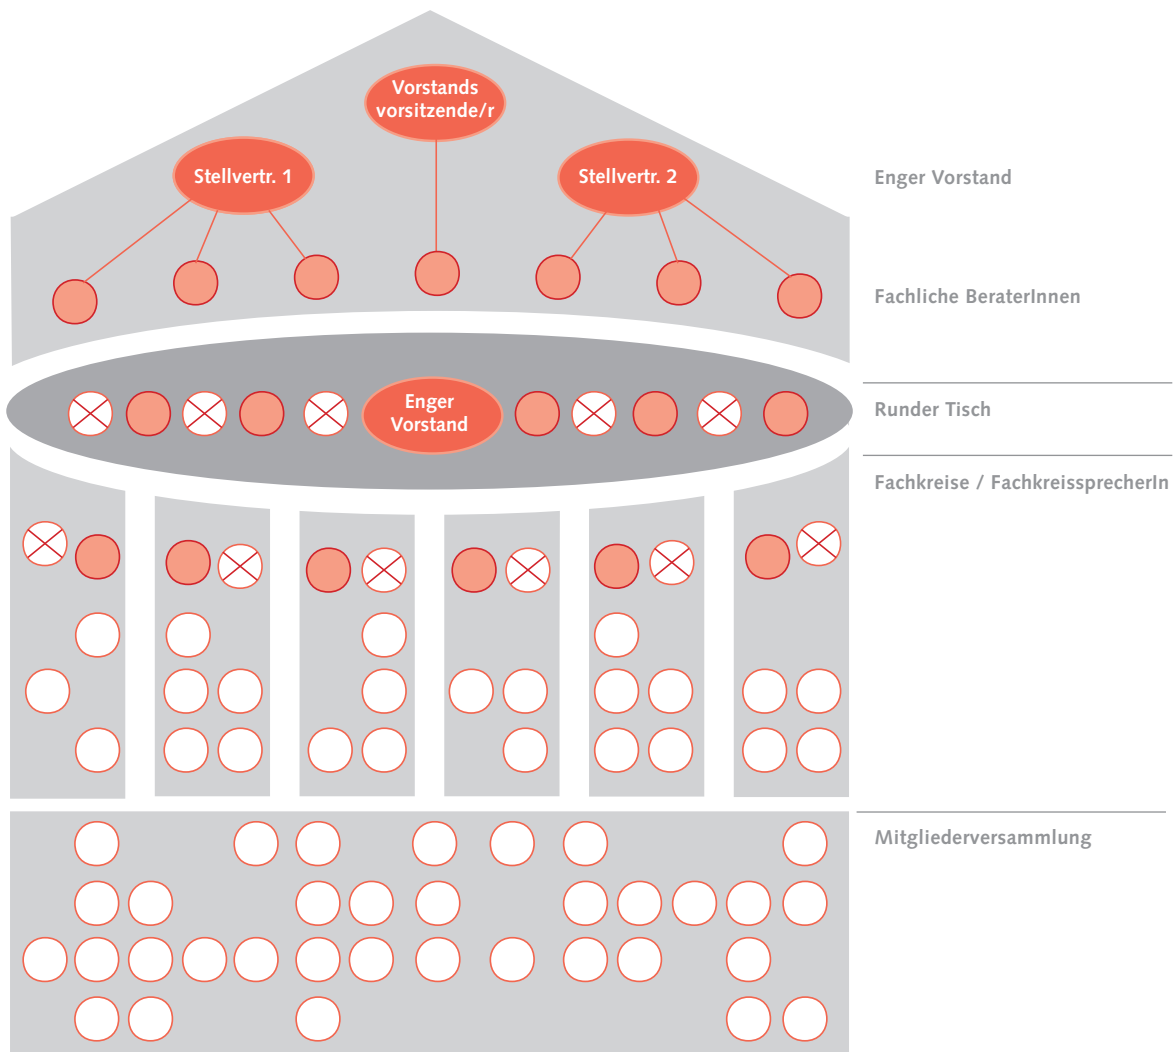 Vorstands
vorsitzende/r
Stellvertr. 1
Stellvertr. 2
Enger Vorstand
Fachliche BeraterInnen
Enger
Vorstand
Runder Tisch
Fachkreise / FachkreissprecherIn
Mitgliederversammlung